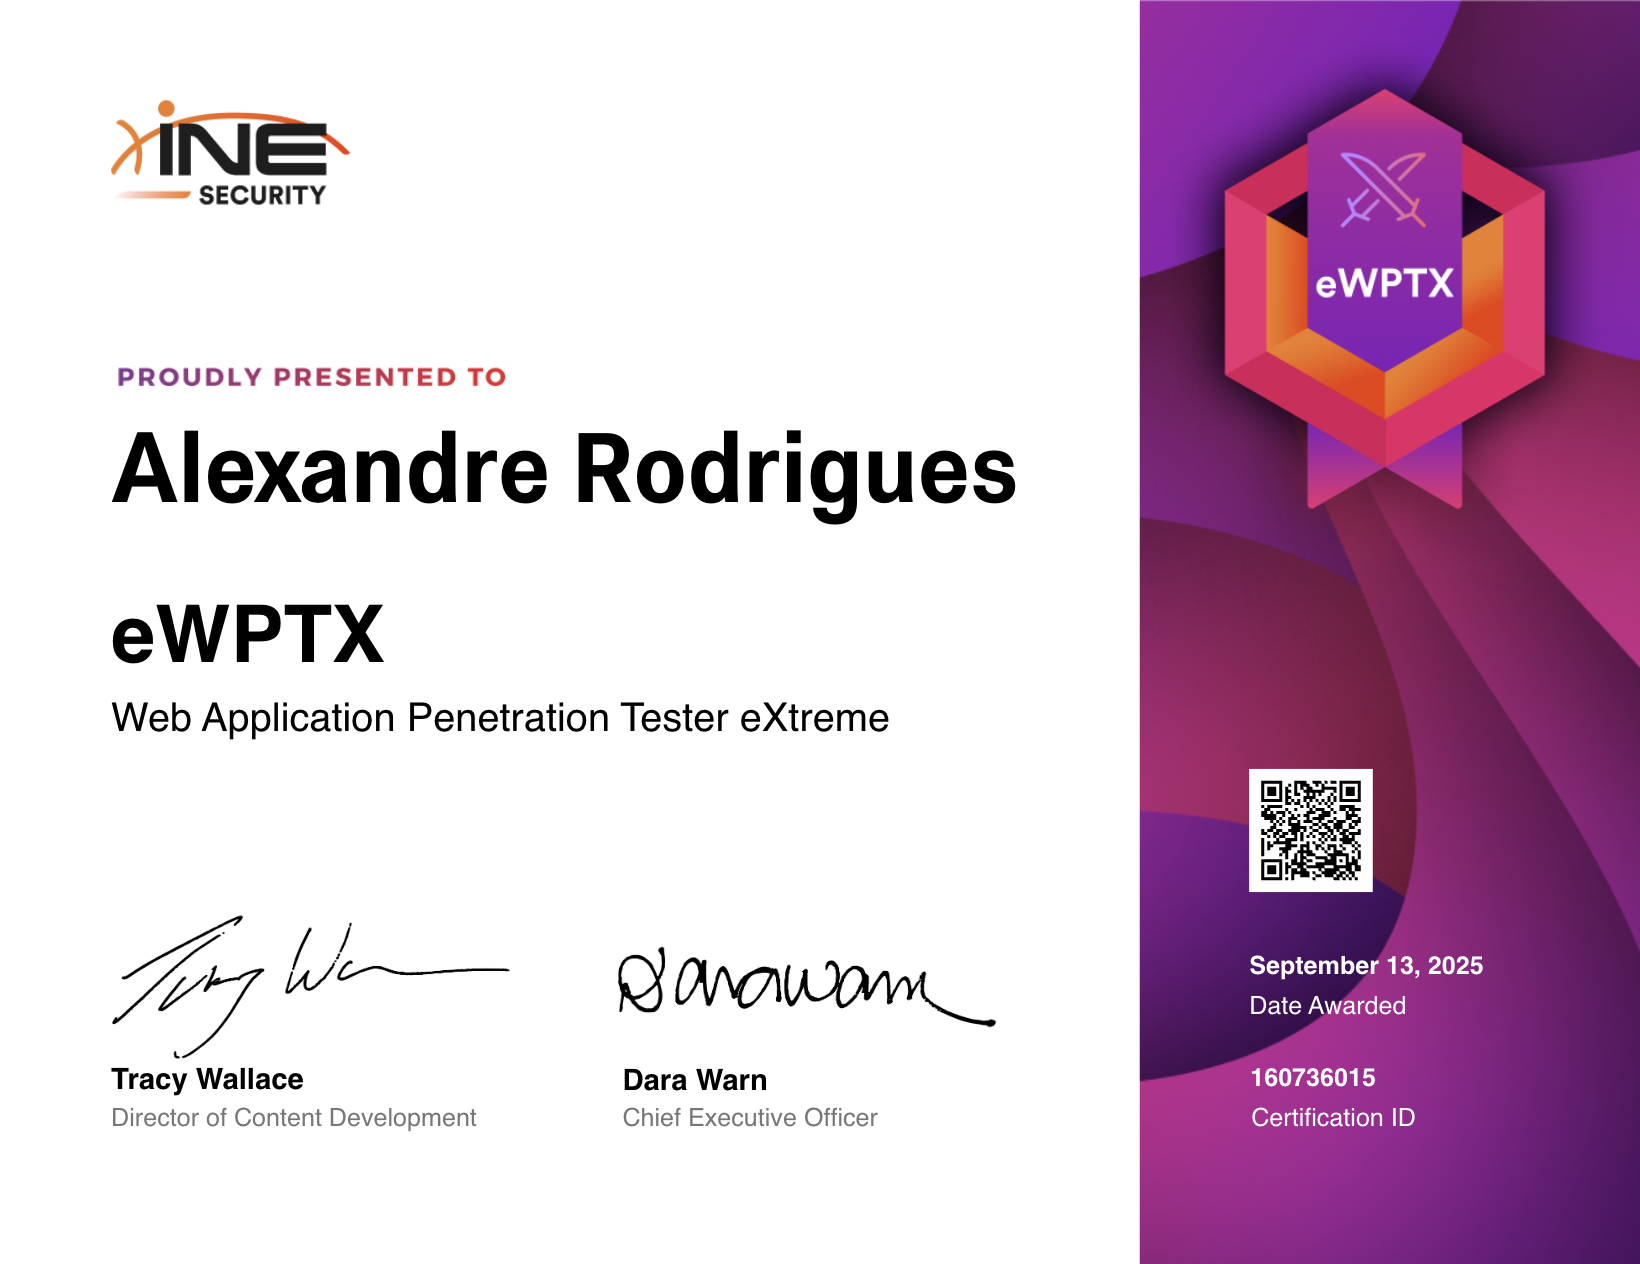 iNE
SECURITY
PROUDLY PRESENTED TO
Alexandre Rodrigues
eWPTX
Web Application Penetration Tester eXtreme
Tracy Wallace
Director of Content Development
Dara Warn
Chief Executive Officer
eWPTX
September 13, 2025
Date Awarded
160736015
Certification ID